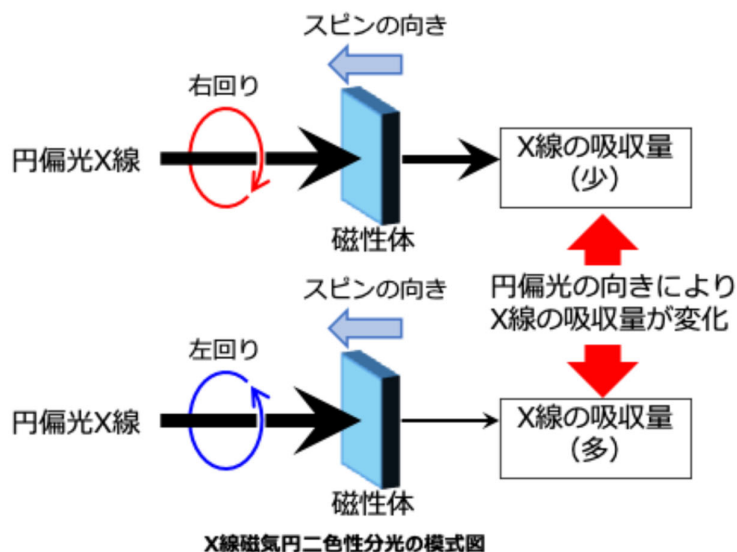 スピンの向き
右回り
円偏光X線
X線の吸収量
（少）
磁性体
スピンの向き
円偏光の向きにより
X線の吸収量が変化
左回り
円偏光X線
X線の吸収量
（多）
磁性体
X線磁気円二色性分光の模式図